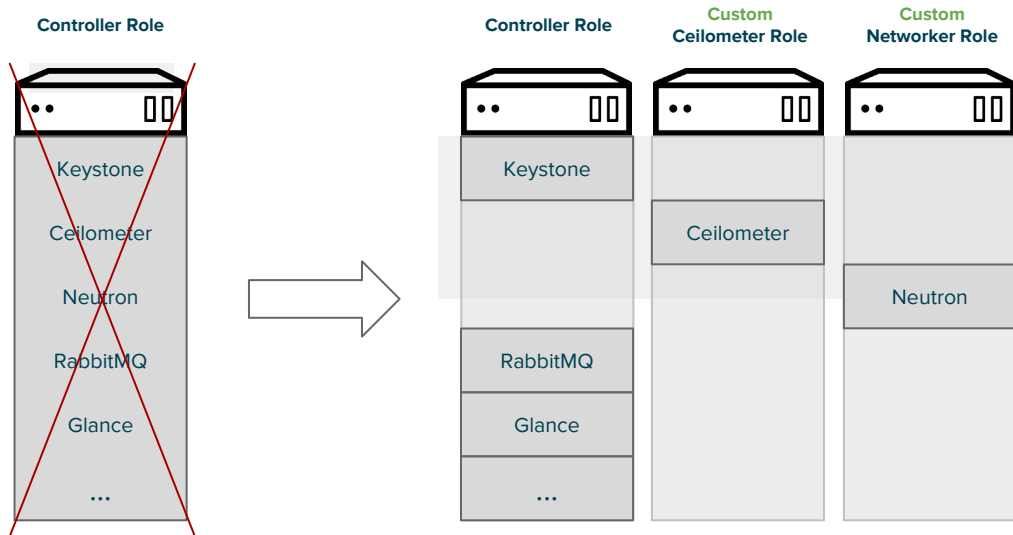 Controller Role
Keystone
Ceilometer
Neutron
RabbitMQ
Glance
...
Controller Role
Keystone
RabbitMQ
Glance
...
Custom
Ceilometer Role
Ceilometer
Custom
Networker Role
Neutron